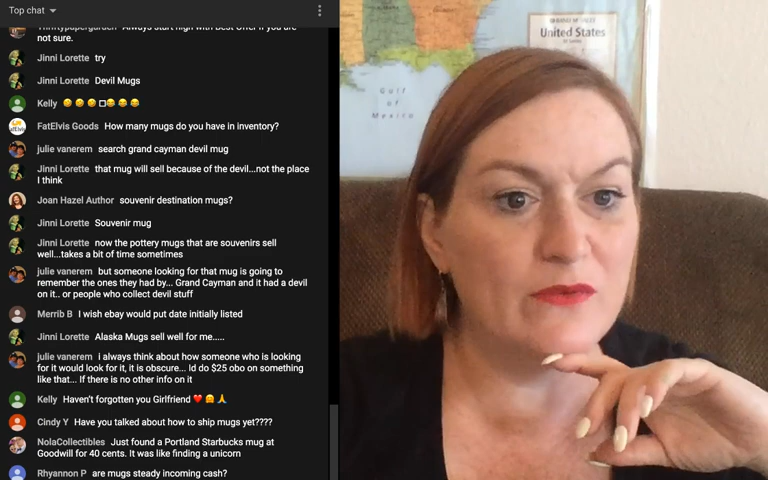 Top chat
Always start high with Best Offer if you are
not sure.
Jinni Lorette try
Jinni Lorette Devil Mugs
Kelly 🤣 🤣 🤣 □😂 😂 😂
FatElvis Goods How many mugs do you have in inventory?
julie vanerem search grand cayman devil mug
Jinni Lorette that mug will sell because of the devil...not the place
I think
Joan Hazel Author souvenir destination mugs?
Jinni Lorette Souvenir mug
Jinni Lorette now the pottery mugs that are souvenirs sell
well...takes a bit of time sometimes
julie vanerem but someone looking for that mug is going to
remember the ones they had by... Grand Cayman and it had a devil
on it.. or people who collect devil stuff
Merrib B I wish ebay would put date initially listed
Jinni Lorette Alaska Mugs sell well for me.....
julie vanerem i always think about how someone who is looking
for it would look for it, it is obscure... Id do $25 obo on something
like that... If there is no other info on it
Kelly Haven't forgotten you Girlfriend ❤️ 🤗 🙏
Cindy Y Have you talked about how to ship mugs yet????
NolaCollectibles Just found a Portland Starbucks mug at
Goodwill for 40 cents. It was like finding a unicorn
Rhyannon P are mugs steady incoming cash?
United States
Gulf
of
Mexico